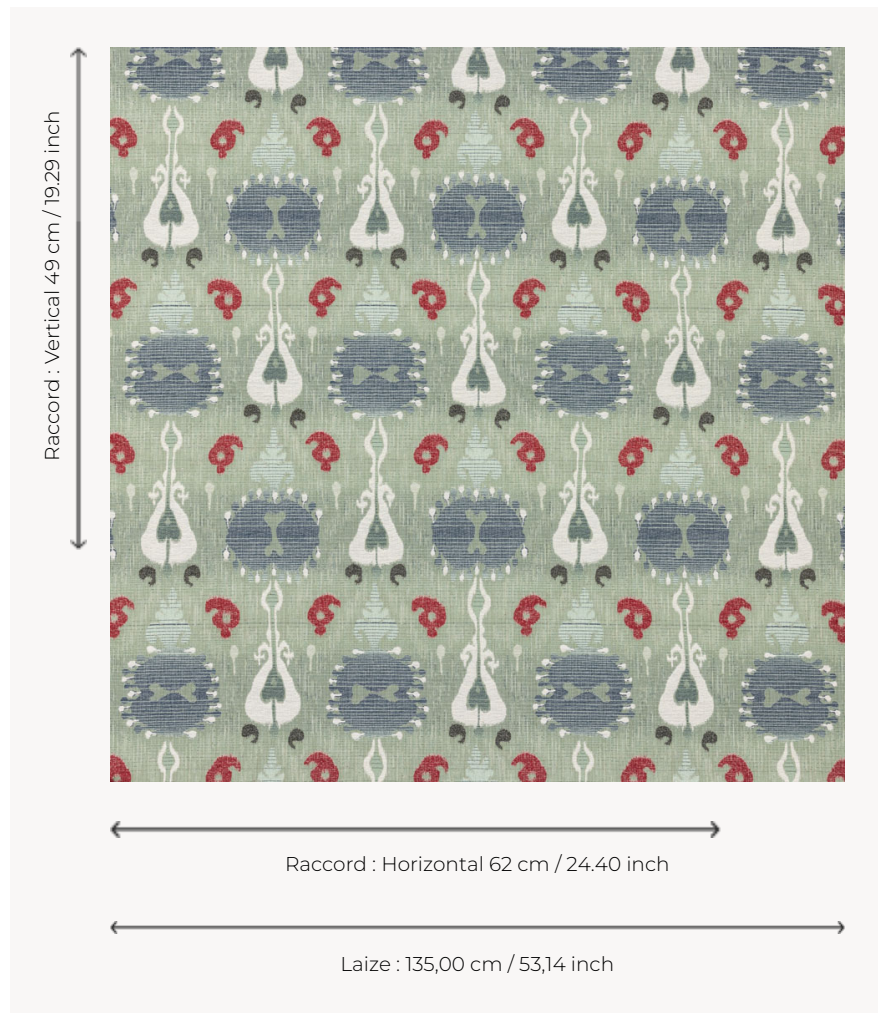 Raccord : Vertical 49 cm / 19.29 inch
Raccord : Horizontal 62 cm / 24.40 inch
Laize : 135,00 cm / 53,14 inch